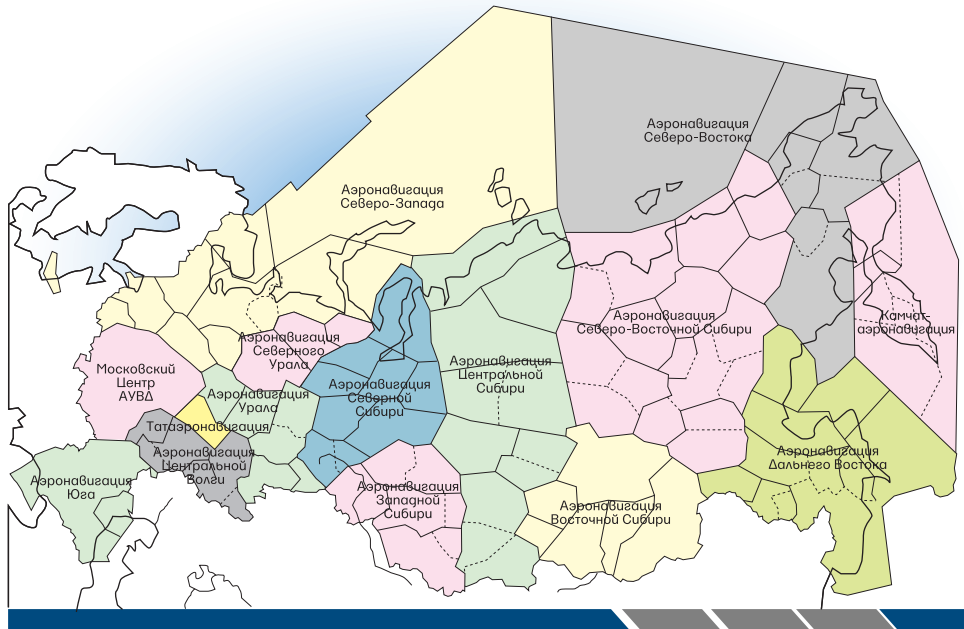 Аэронавигация
Северо-Востока
Аэронавигация
Северо-Запада
Аэронавигация
Северо-Восточной Сибири
Камчат-
аэронавигация
Аэронавигация
Северного
Урала
Аэронавигация
Центральной
Сибири
Московский
Центр
АУВД
Аэронавигация
Северной
Сибири
Аэронавигация
Урала
Татаэронавигация
Аэронавигация
Центральной
Волги
Аэронавигация
Дальнего Востока
Аэронавигация
Юга
Аэронавигация
Западной
Сибири
Аэронавигация
Восточной Сибири